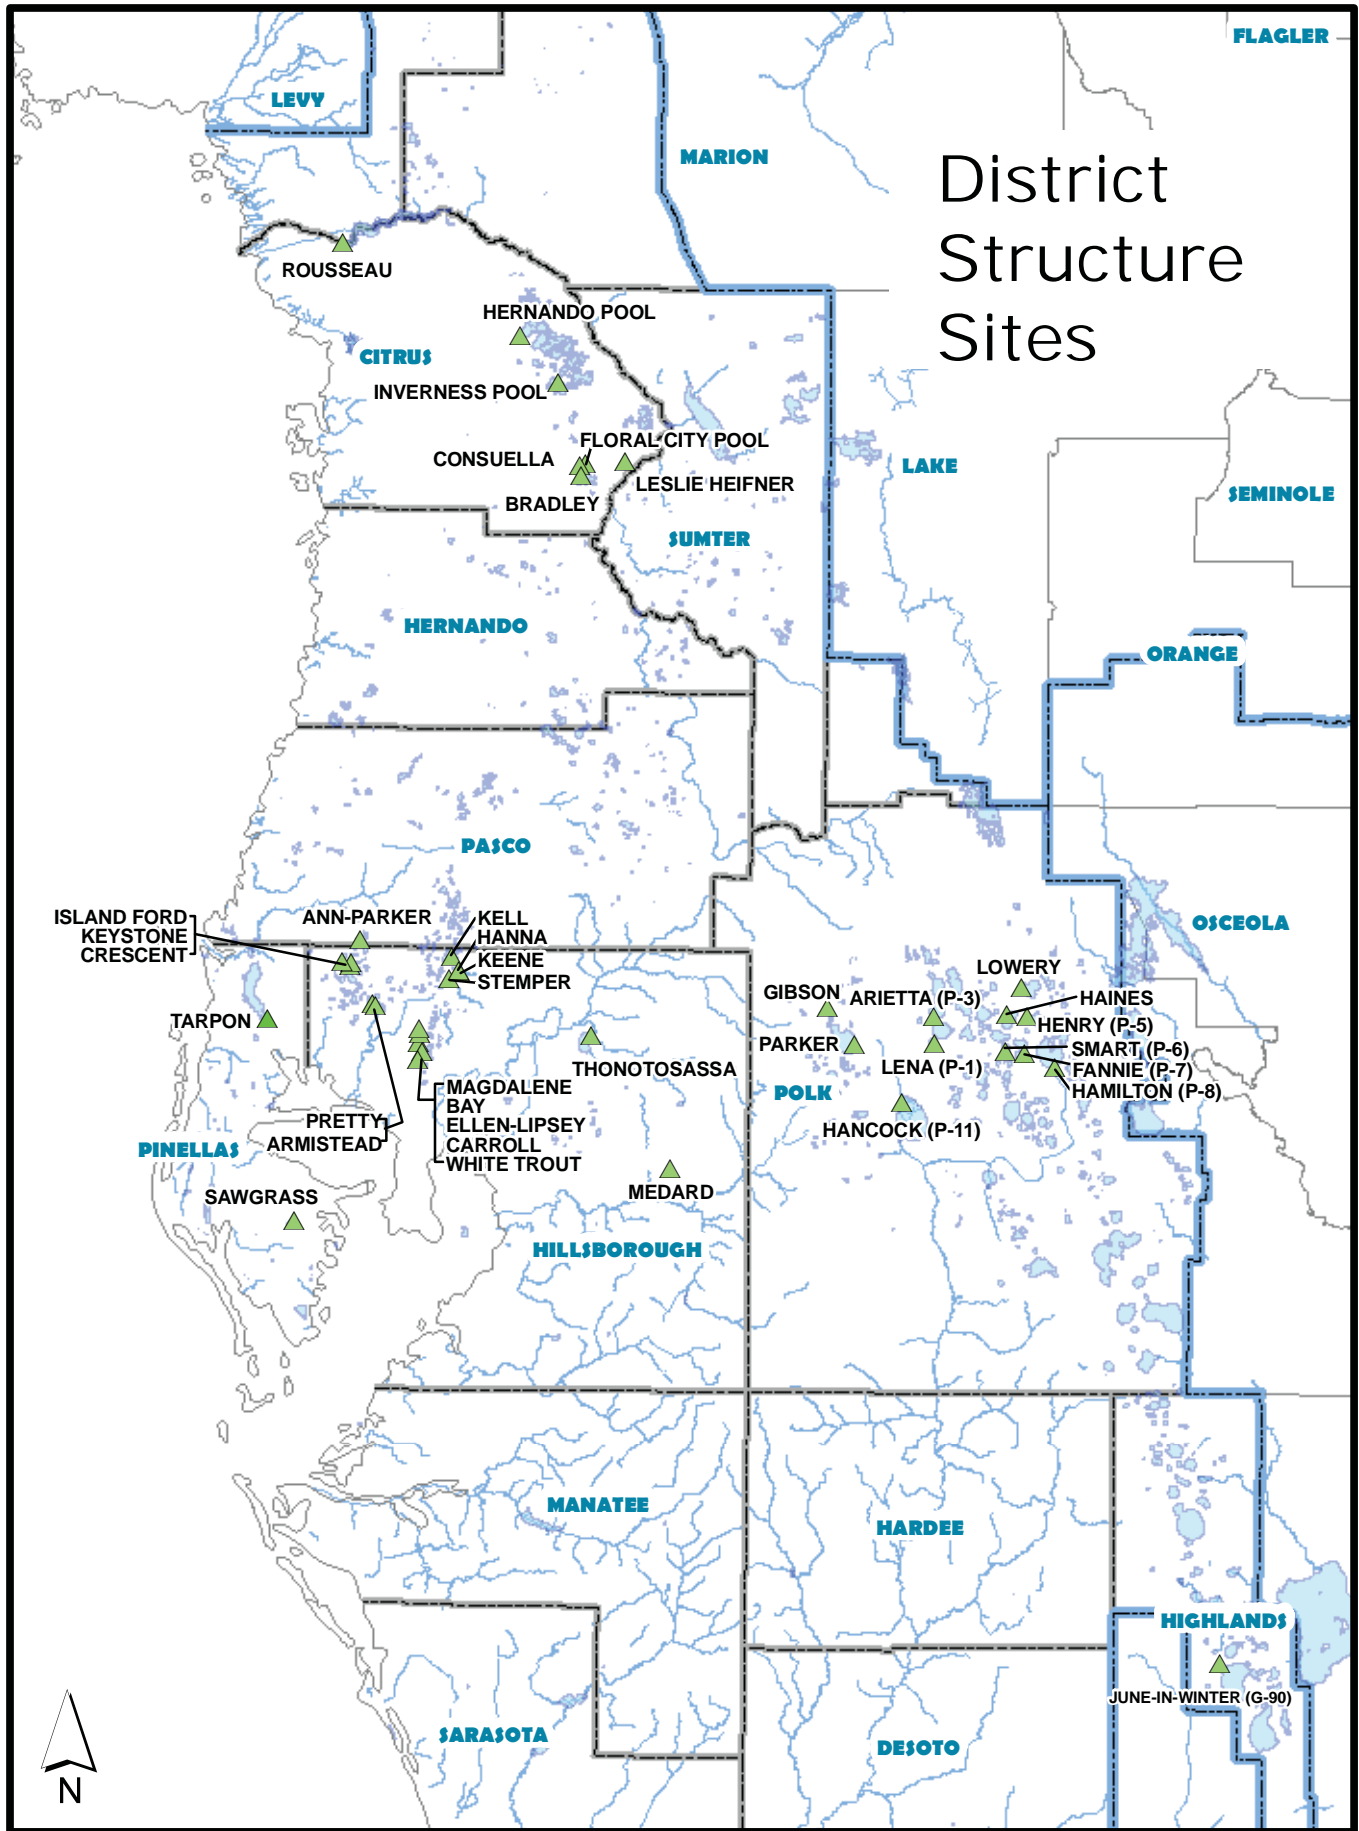 FLAGLER
LEVY
MARION
District
Structure
Sites
ROUSSEAU
HERNANDO POOL
CITRUS
INVERNESS POOL
FLORAL CITY POOL
CONSUELLA
LAKE
LESLIE HEIFNER
SEMINOLE
BRADLEY
SUMTER
HERNANDO
ORANGE
PASCO
ISLAND FORD
KEYSTONE
CRESCENT
ANN-PARKER
KELL
HANNA
KEENE
STEMPER
OSCEOLA
LOWERY
GIBSON
ARIETTA (P-3)
HAINES
HENRY (P-5)
TARPON
PARKER
SMART (P-6)
THONOTOSASSA
LENA (P-1)
FANNIE (P-7)
POLK
HAMILTON (P-8)
MAGDALENE
BAY
ELLEN-LIPSEY
CARROLL
WHITE TROUT
PRETTY
ARMISTEAD
HANCOCK (P-11)
PINELLAS
SAWGRASS
MEDARD
HILLSBOROUGH
MANATEE
HARDEE
HIGHLANDS
JUNE-IN-WINTER (G-90)
SARASOTA
DESOTO
N